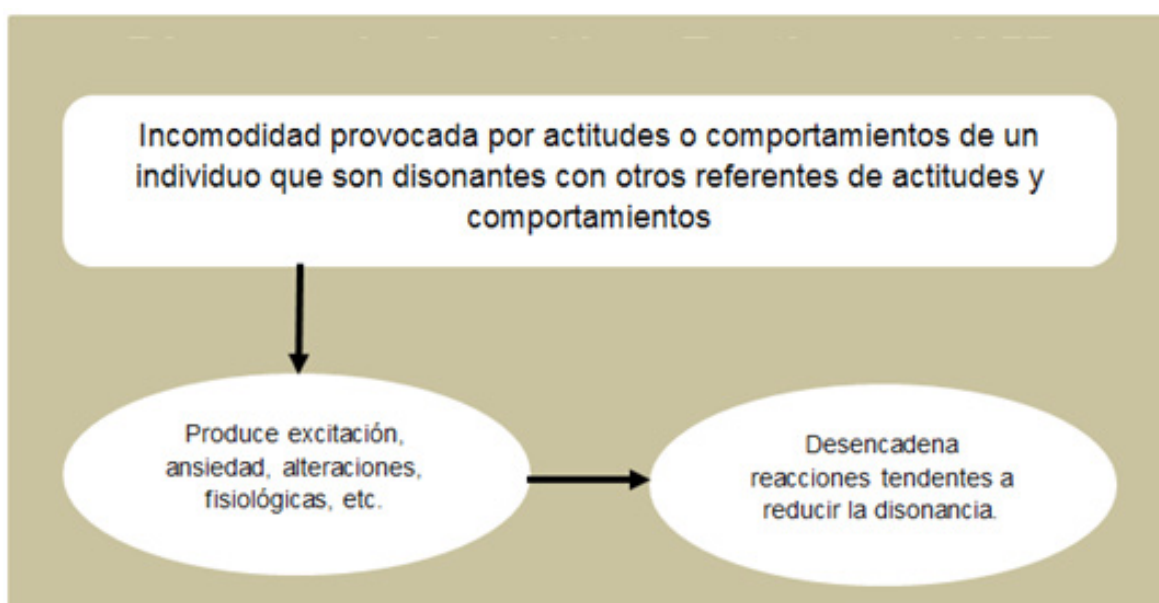 Incomodidad provocada por actitudes o comportamientos de un
individuo que son disonantes con otros referentes de actitudes y
comportamientos
Produce excitación,
ansiedad, alteraciones,
fisiológicas, etc.
Desencadena
reacciones tendentes a
reducir la disonancia.